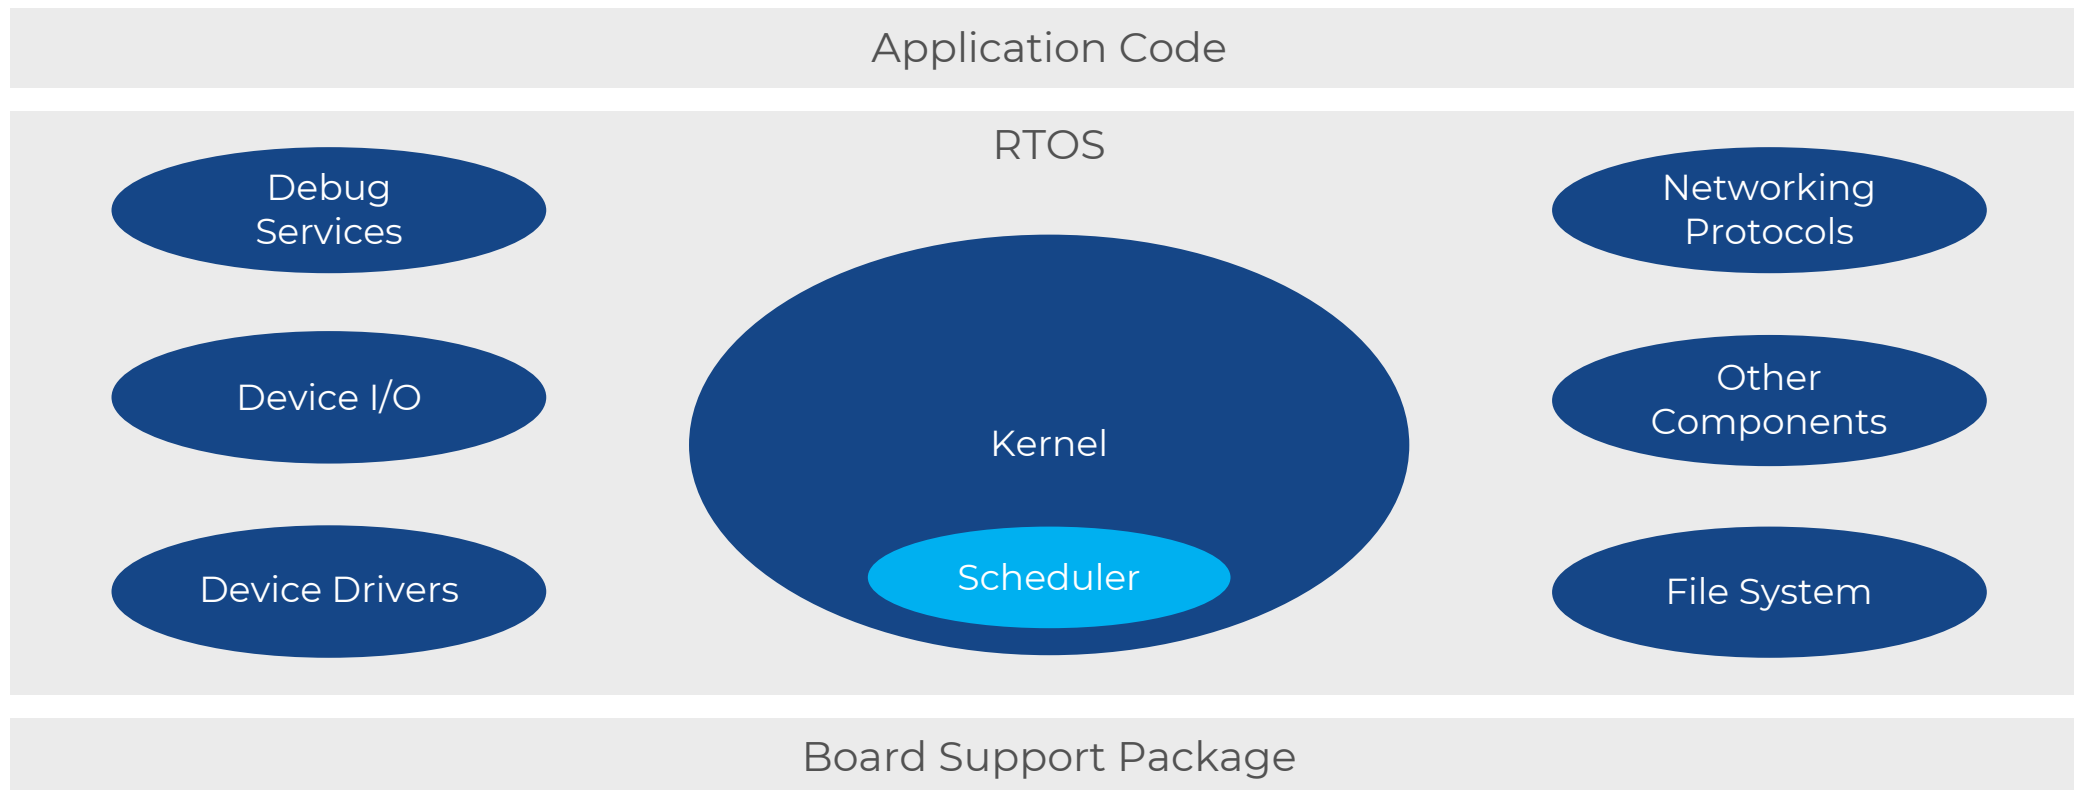 Application Code
RTOS
Debug
Services
Device I/O
Device Drivers
Kernel
Scheduler
Networking
Protocols
Other
Components
File System
Board Support Package